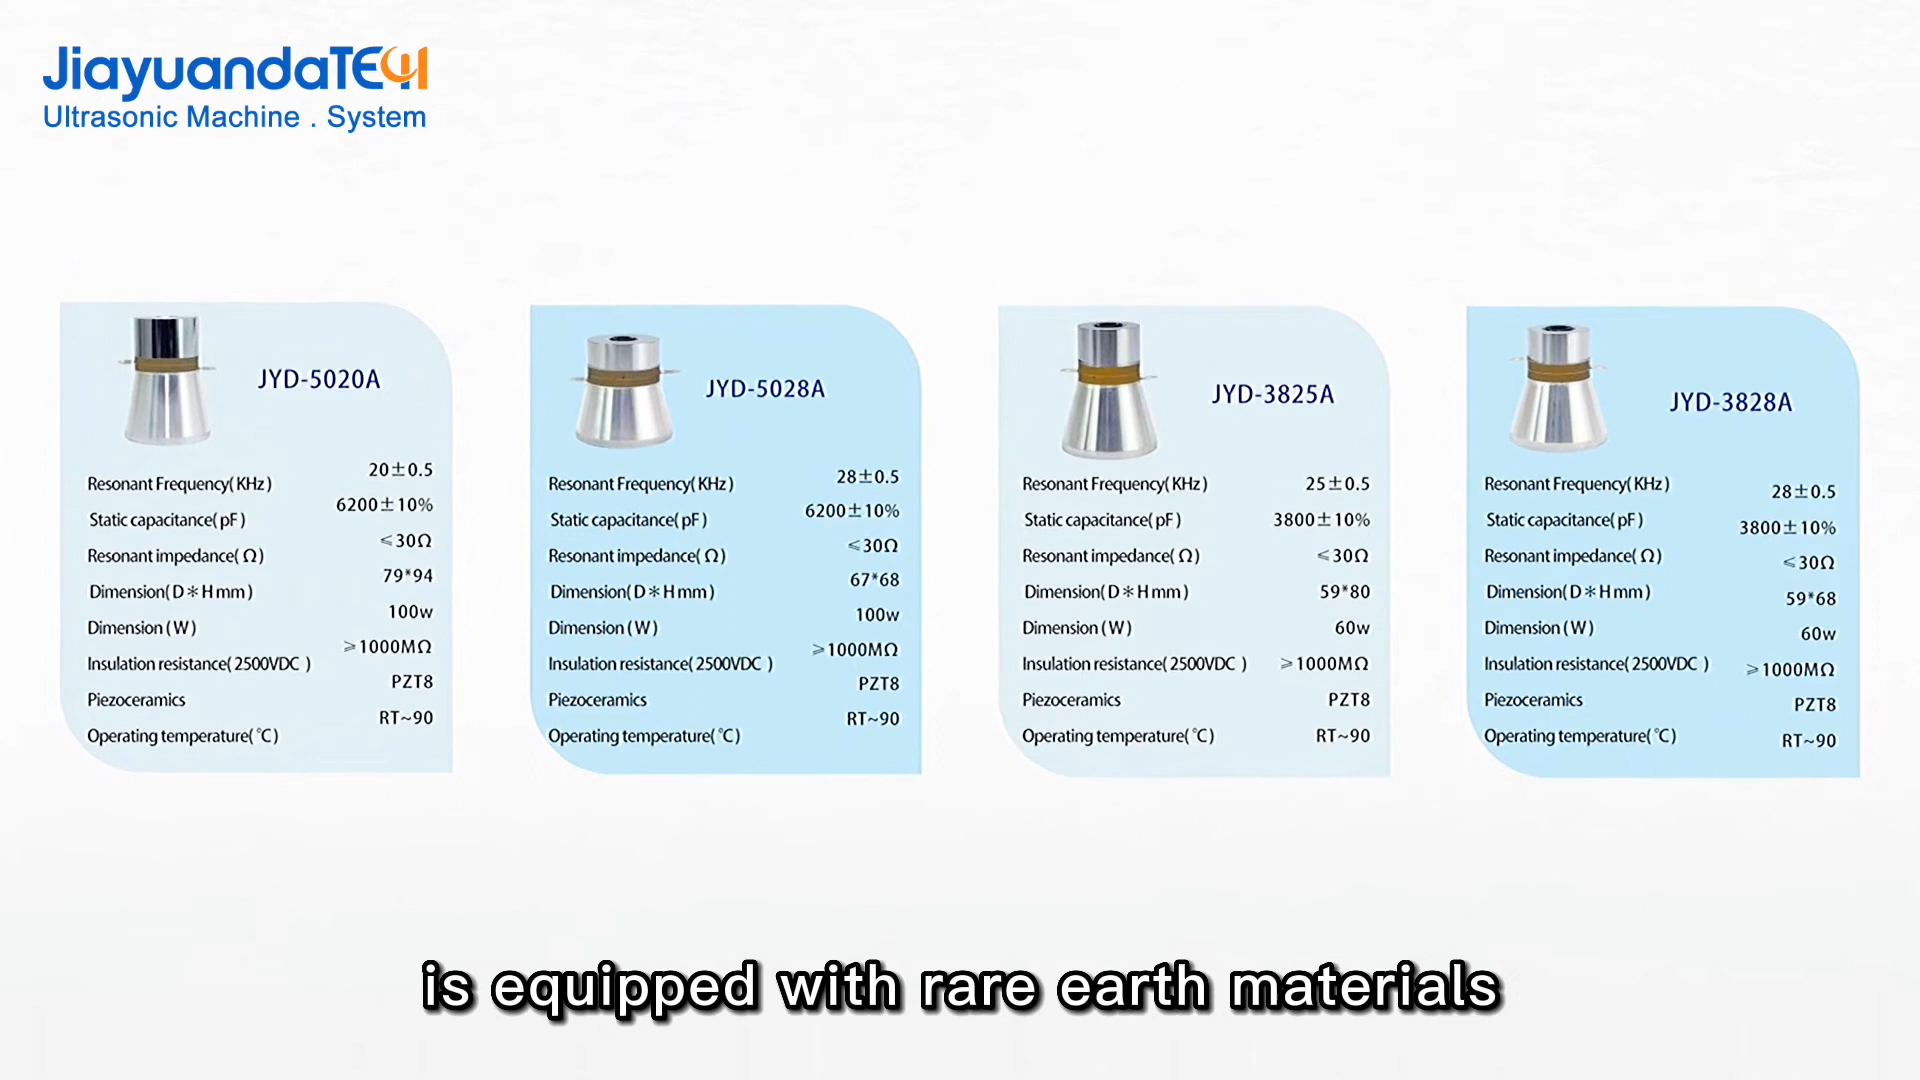 JiayuandaTECH
Ultrasonic Machine . System
JYD-5020A
Resonant Frequency(KHz) 20±0.5
Static capacitance(pF) 6200±10%
Resonant impedance(Ω) ≤30Ω
Dimension(D*Hmm) 79*94
Dimension(W) 100w
Insulation resistance(2500VDC) ≥1000MΩ
Piezoceramics PZT8
Operating temperature(℃) RT~90
JYD-5028A
Resonant Frequency(KHz) 28±0.5
Static capacitance(pF) 6200±10%
Resonant impedance(Ω) ≤30Ω
Dimension(D*Hmm) 67*68
Dimension(W) 100w
Insulation resistance(2500VDC) ≥1000MΩ
Piezoceramics PZT8
Operating temperature(℃) RT~90
JYD-3825A
Resonant Frequency(KHz) 25±0.5
Static capacitance(pF) 3800±10%
Resonant impedance(Ω) ≤30Ω
Dimension(D*Hmm) 59*80
Dimension(W) 60w
Insulation resistance(2500VDC) ≥1000MΩ
Piezoceramics PZT8
Operating temperature(℃) RT~90
JYD-3828A
Resonant Frequency(KHz) 28±0.5
Static capacitance(pF) 3800±10%
Resonant impedance(Ω) ≤30Ω
Dimension(D*Hmm) 59*68
Dimension(W) 60w
Insulation resistance(2500VDC) ≥1000MΩ
Piezoceramics PZT8
Operating temperature(℃) RT~90
is equipped with rare earth materials